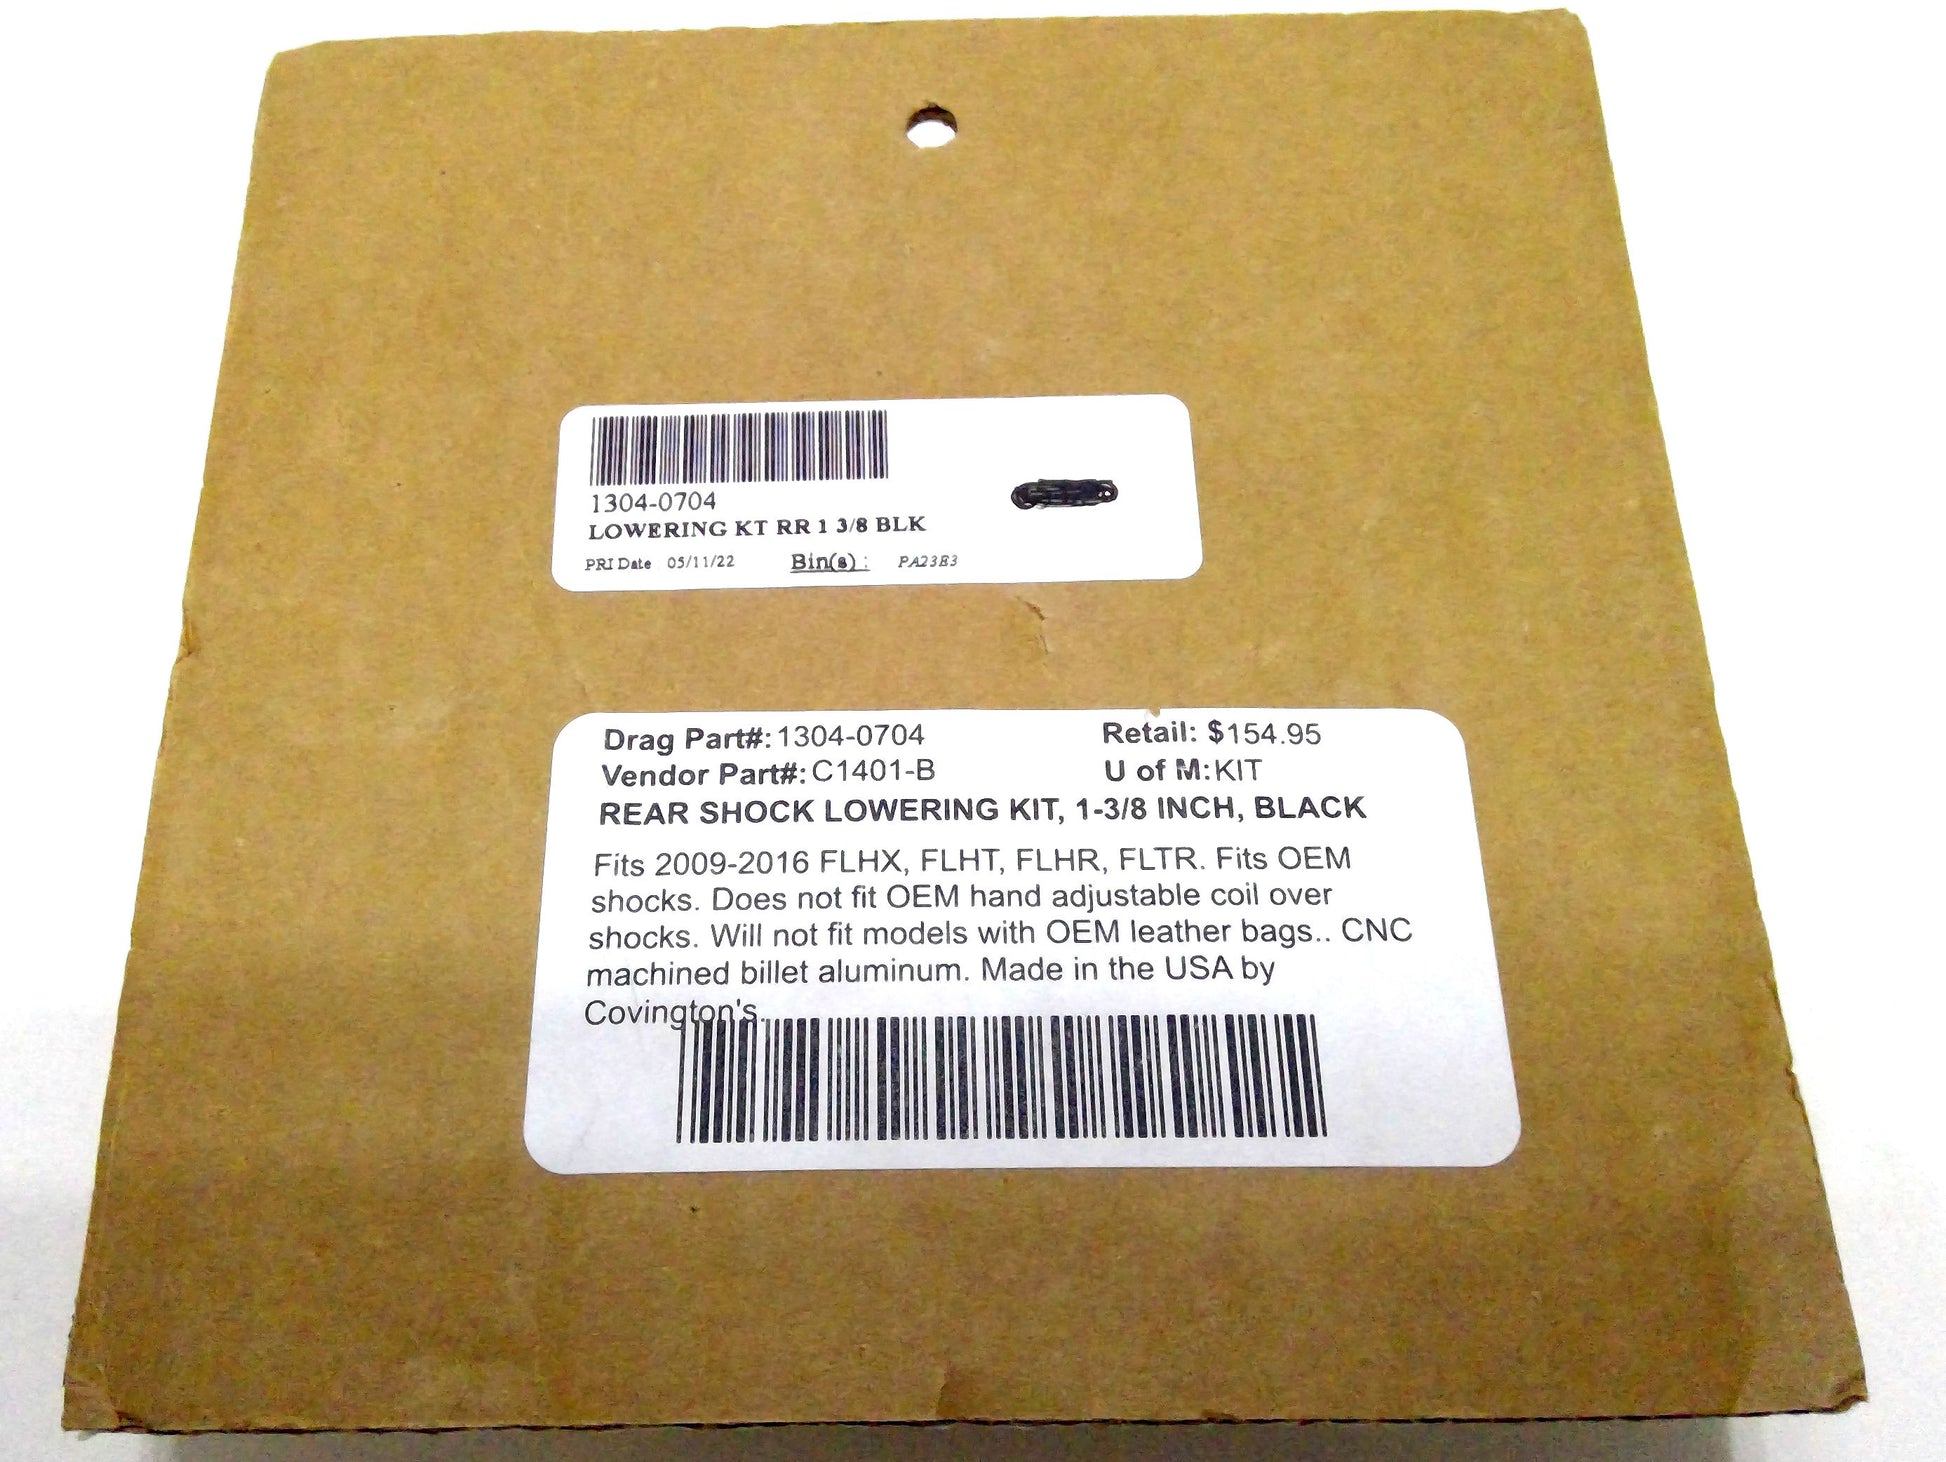 1304-0704
LOWERING KT RR 1 3/8 BLK
PRI Date 05/11/22 Bin(s) : PA23E3
Drag Part#: 1304-0704 Retail: $154.95
Vendor Part#: C1401-B U of M: KIT
REAR SHOCK LOWERING KIT, 1-3/8 INCH, BLACK
Fits 2009-2016 FLHX, FLHT, FLHR, FLTR. Fits OEM
shocks. Does not fit OEM hand adjustable coil over
shocks. Will not fit models with OEM leather bags.. CNC
machined billet aluminum. Made in the USA by
Covington's.